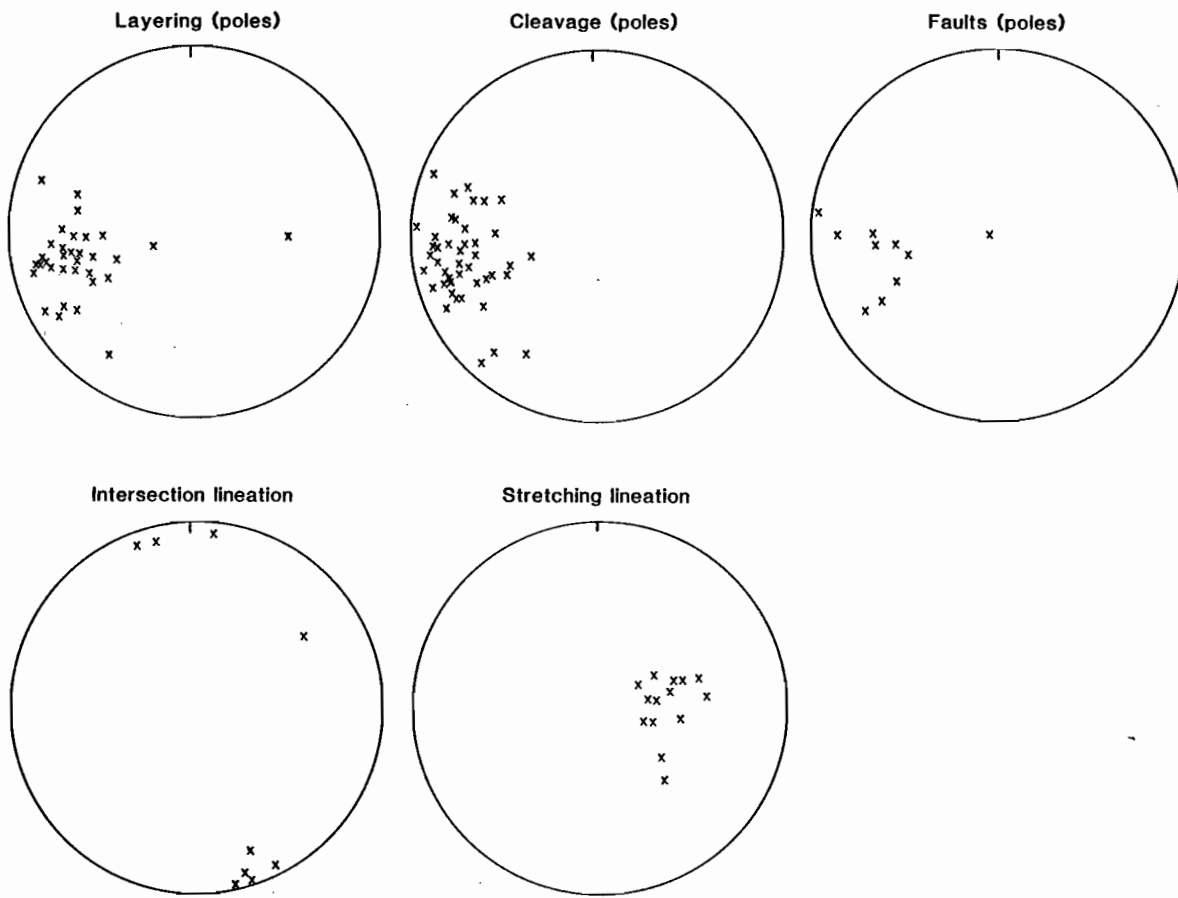 Layering (poles)
Cleavage (poles)
Faults (poles)
Intersection lineation
Stretching lineation